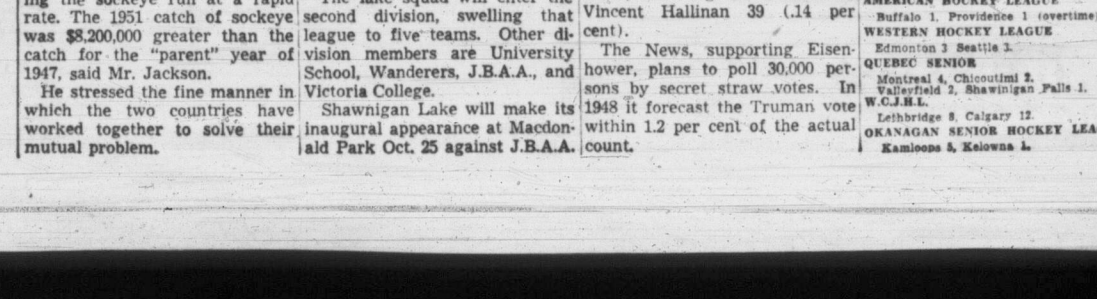 rate. The 1951 catch of sockeye
was $8,200,000 greater than the
catch for the "parent" year of
1947, said Mr. Jackson.
He stressed the fine manner in
which the two countries have
worked together to solve their
mutual problem.
second division, swelling that
league to five teams. Other di-
vision members are University
School, Wanderers, J.B.A.A., and
Victoria College.
Shawnigan Lake will make its
inaugural appearance at Macdon-
ald Park Oct. 25 against J.B.A.A.
Vincent Hallinan 39 (.14 per
cent).
The News, supporting Eisen-
hower, plans to poll 30,000 per-
sons by secret straw votes. In
1948 it forecast the Truman vote
within 1.2 per cent of the actual
count.
AMERICAN HOCKEY LEAGUE
Buffalo 1, Providence 1 (overtime)
WESTERN HOCKEY LEAGUE
Edmonton 3 Seattle 3.
QUEBEC SENIOR
Montreal 4, Chicoutimi 2.
Valleyfield 2, Shawinigan Falls 1.
W.C.J.H.L.
Lethbridge 8, Calgary 12.
OKANAGAN SENIOR HOCKEY LEA
Kamloops 5, Kelowna 1.